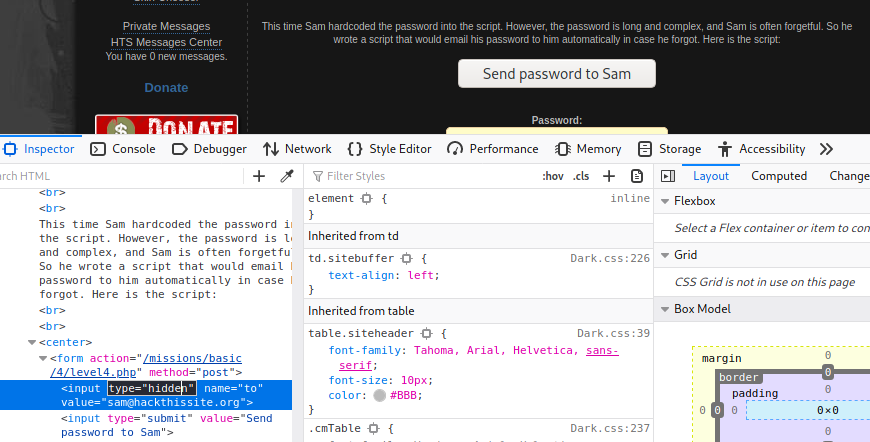 Private Messages
HTS Messages Center
You have 0 new messages.
Donate
DONATE
This time Sam hardcoded the password into the script. However, the password is long and complex, and Sam is often forgetful. So he
wrote a script that would email his password to him automatically in case he forgot. Here is the script:
Send password to Sam
Password:
Inspector
Console
Debugger
Network
{} Style Editor
Performance
Memory
Storage
Accessibility
HTML
+
Filter Styles
:hov .cls +
Layout Computed
<br>
<br>
This time Sam hardcoded the password
the script. However, the password is
and complex, and Sam is often forgetful.
So he wrote a script that would email
password to him automatically in case
forgot. Here is the script:
<br>
<br>
<center>
<form action="/missions/basic
/4/level4.php" method="post">
<input type="hidden" name="to"
value="sam@hackthissite.org">
<input type="submit" value="Send
password to Sam">
element { inline
}
Inherited from td
td.sitebuffer { Dark.css:226
text-align: left;
}
Inherited from table
table.siteheader { Dark.css:39
font-family: Tahoma, Arial, Helvetica, sans-
serif;
font-size: 10px;
color: #BBB;
}
.cmTable { Dark.css:237
Flexbox
Select a Flex container or item to
Grid
CSS Grid is not in use on this page
Box Model
margin 0
border 0
padding 0
0 0 0 0×0
0
0